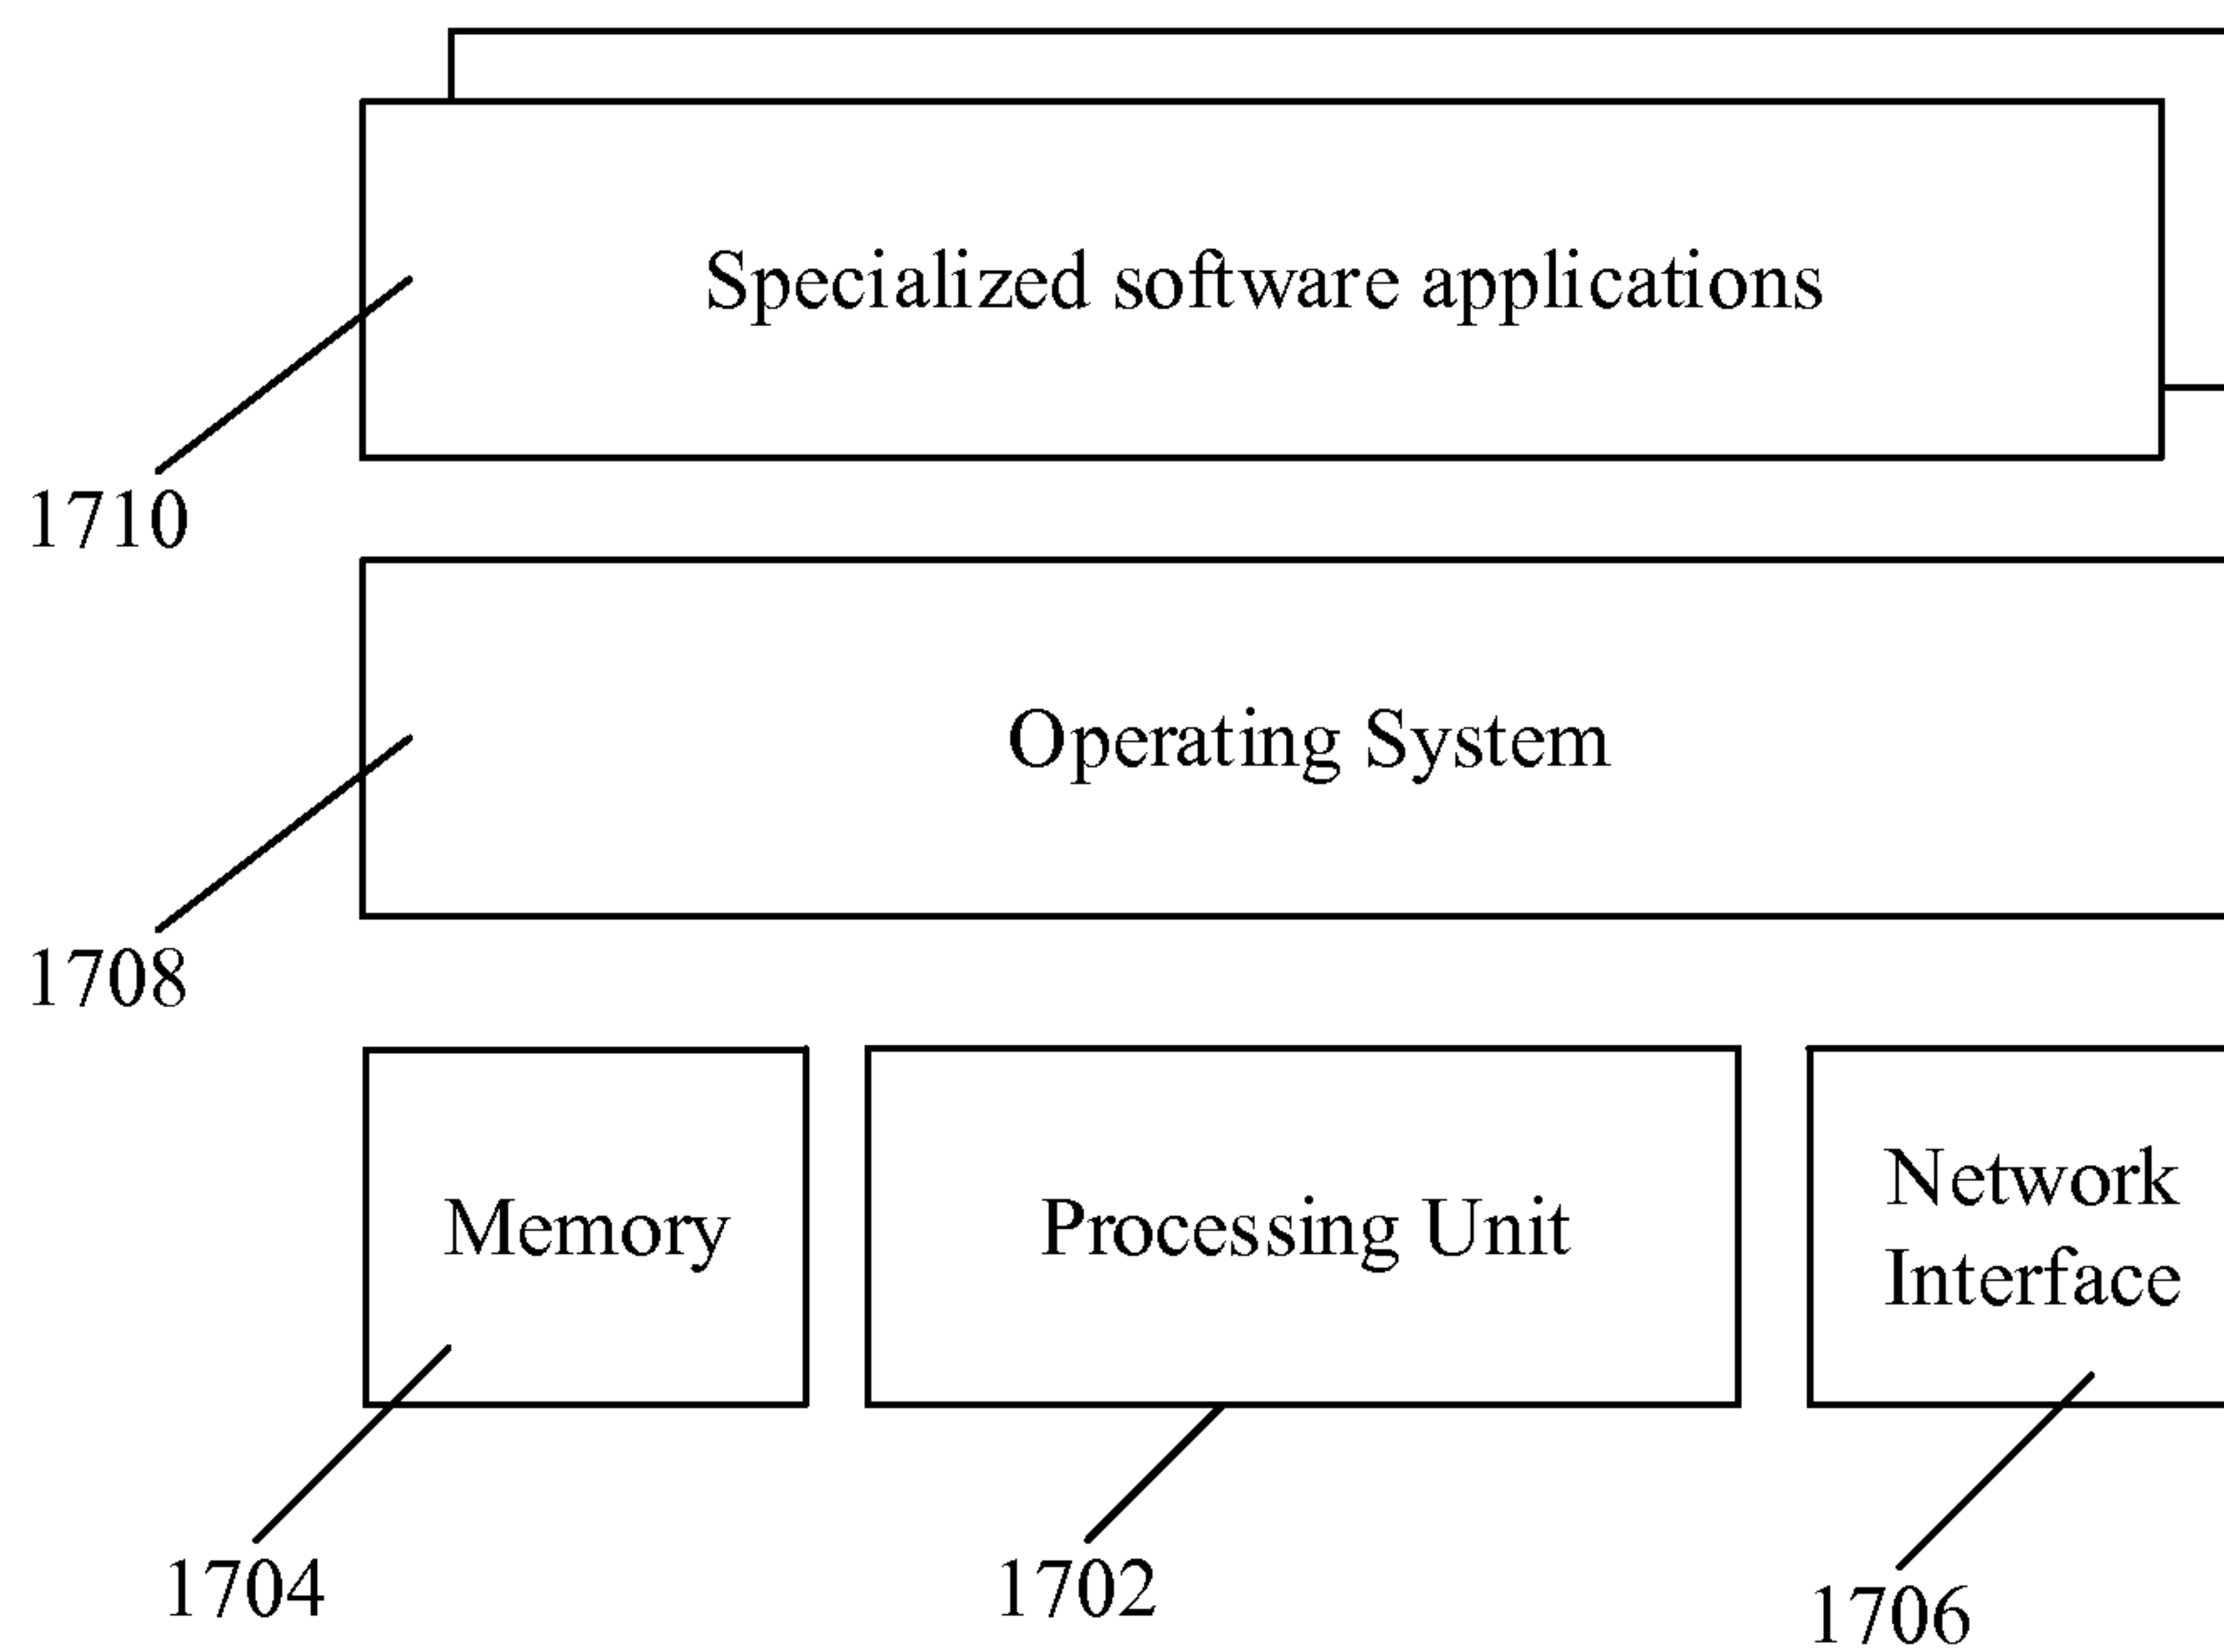 Specialized software applications
1710
Operating System
1708
Memory
Processing Unit
Network
Interface
1704
1702
1706